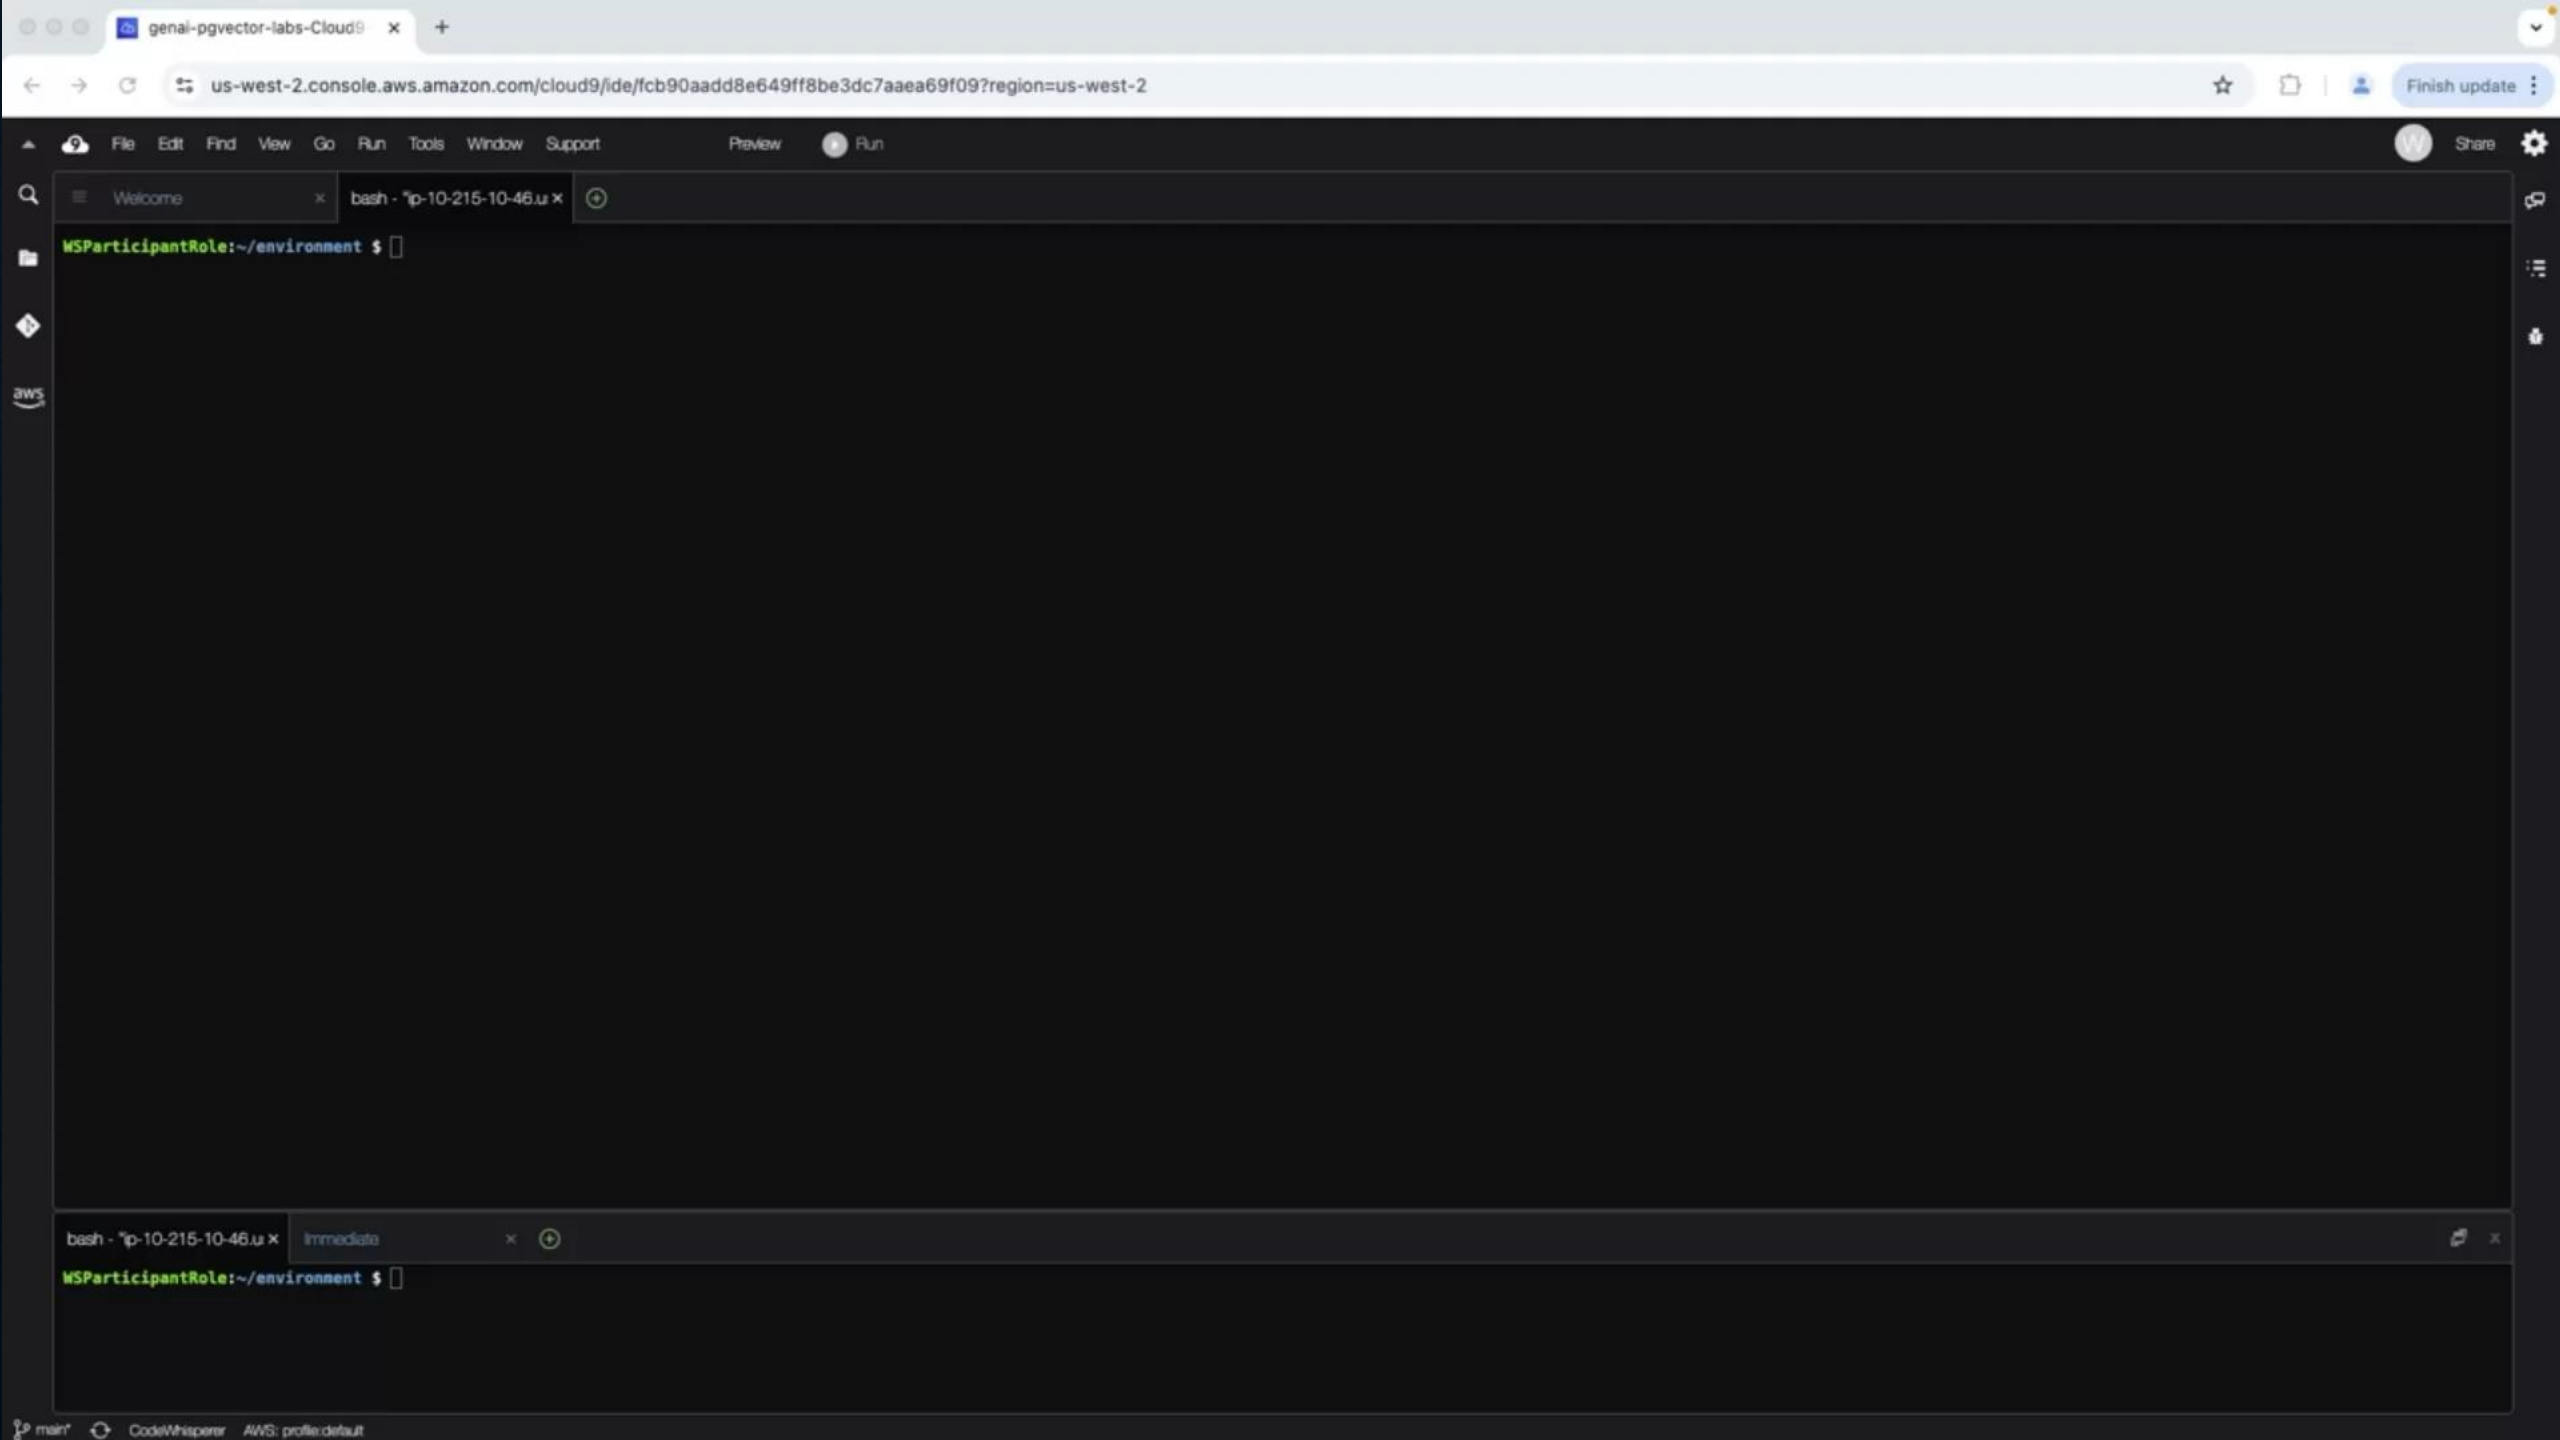 genai-pgvector-labs-Cloud9
us-west-2.console.aws.amazon.com/cloud9/ide/fcb90aadd8e649ff8be3dc7aaea69f09?region=us-west-2
Finish update
9 File Edit Find View Go Run Tools Window Support Preview Run
W Share
Welcome
bash - "ip-10-215-10-46.u
WSParticipantRole:~/environment $
aws
bash - "ip-10-215-10-46.u
Immediate
WSParticipantRole:~/environment $
main* CodeWhisperer AWS: profile:default